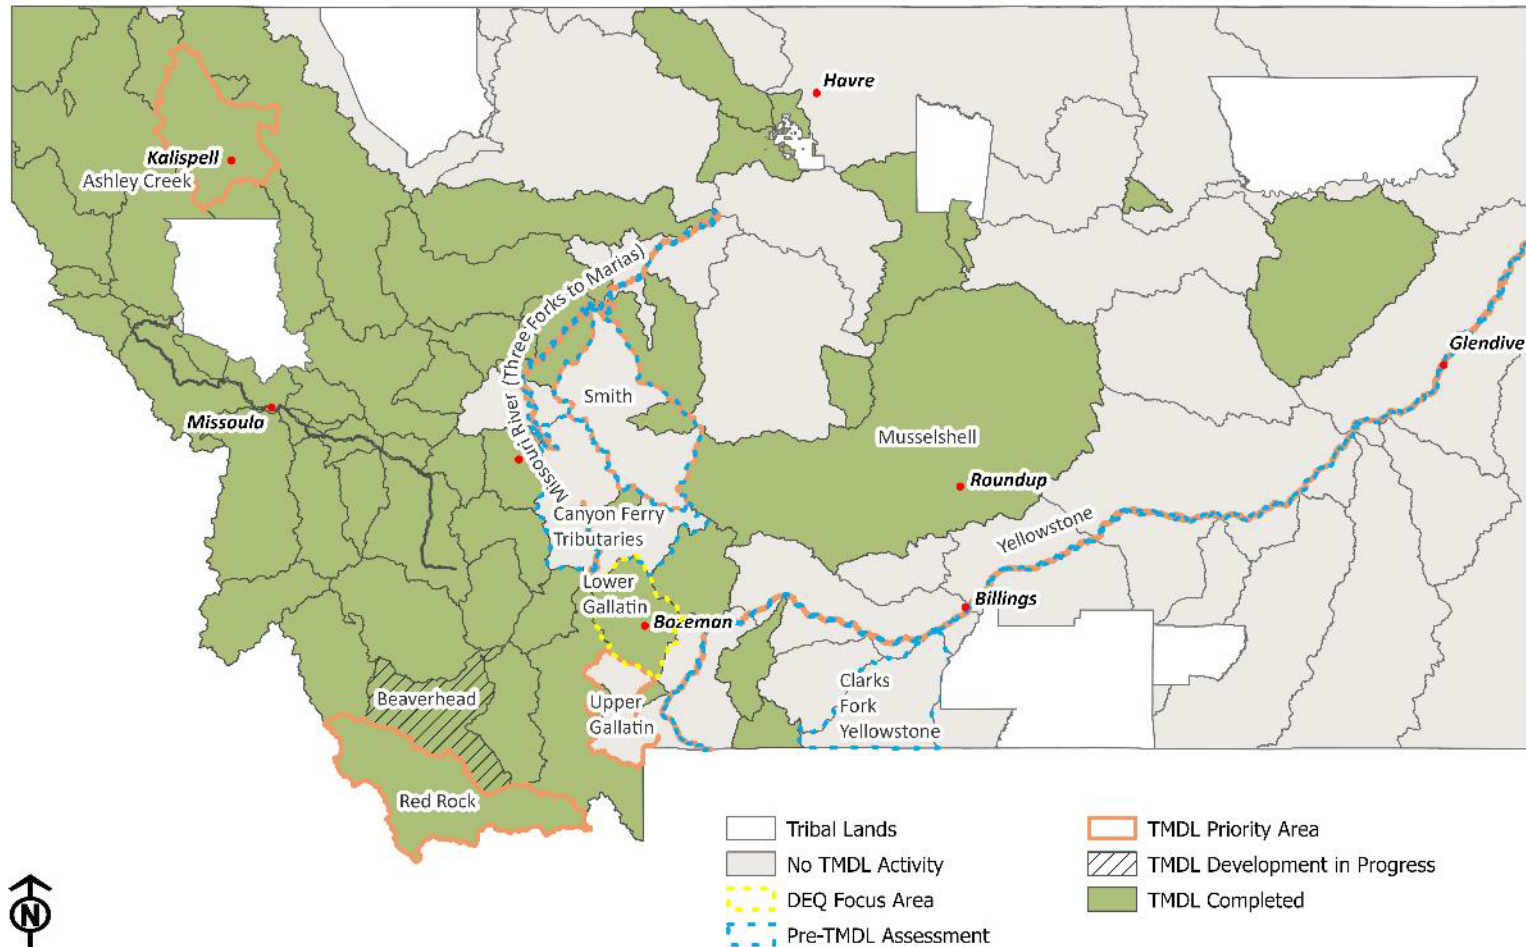 Havre
Kalispell
Ashley Creek
Missouri River (Three Forks to Marias)
Glendive
Smith
Missoula
Musselshell
Roundup
Canyon Ferry
Tributaries
Yellowstone
Lower
Gallatin
Billings
Bozeman
Clarks
Fork
Yellowstone
Beaverhead
Upper
Gallatin
Red Rock
Tribal Lands
No TMDL Activity
DEQ Focus Area
Pre-TMDL Assessment
TMDL Priority Area
TMDL Development in Progress
TMDL Completed
N